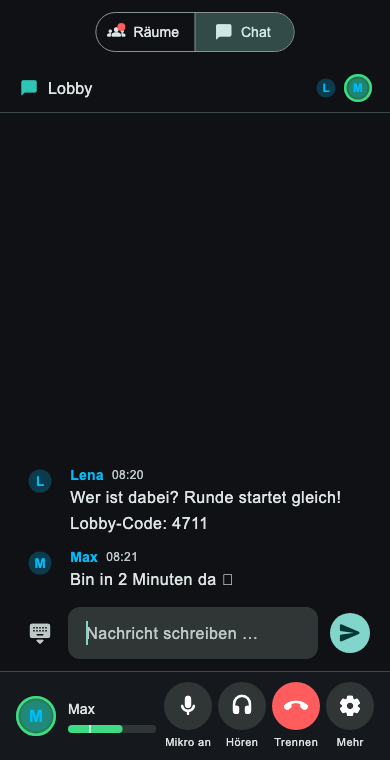 Räume
Chat
Lobby
L
M
L
Lena 08:20
Wer ist dabei? Runde startet gleich!
Lobby-Code: 4711
M
Max 08:21
Bin in 2 Minuten da
Nachricht schreiben …
M
Max
Mikro an
Hören
Trennen
Mehr